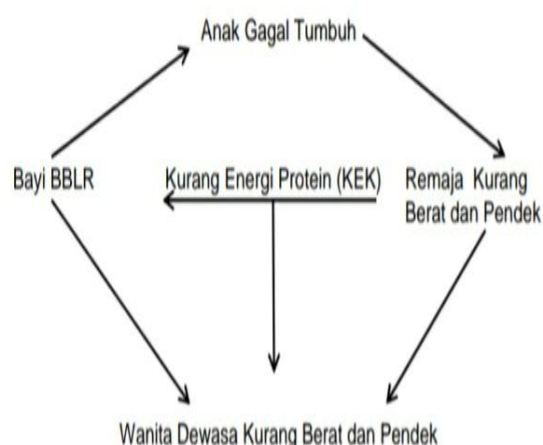 Anak Gagal Tumbuh
Bayi BBLR
Kurang Energi Protein (KEK)
Remaja Kurang
Berat dan Pendek
Wanita Dewasa Kurang Berat dan Pendek